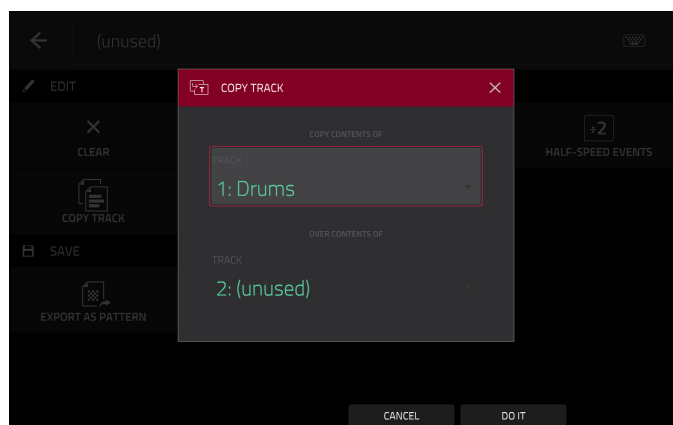 (unused)
EDIT
COPY TRACK
COPY CONTENTS OF
CLEAR
TRACK
1: Drums
÷2
HALF-SPEED EVENTS
COPY TRACK
OVER CONTENTS OF
SAVE
TRACK
2: (unused)
EXPORT AS PATTERN
CANCEL
DO IT